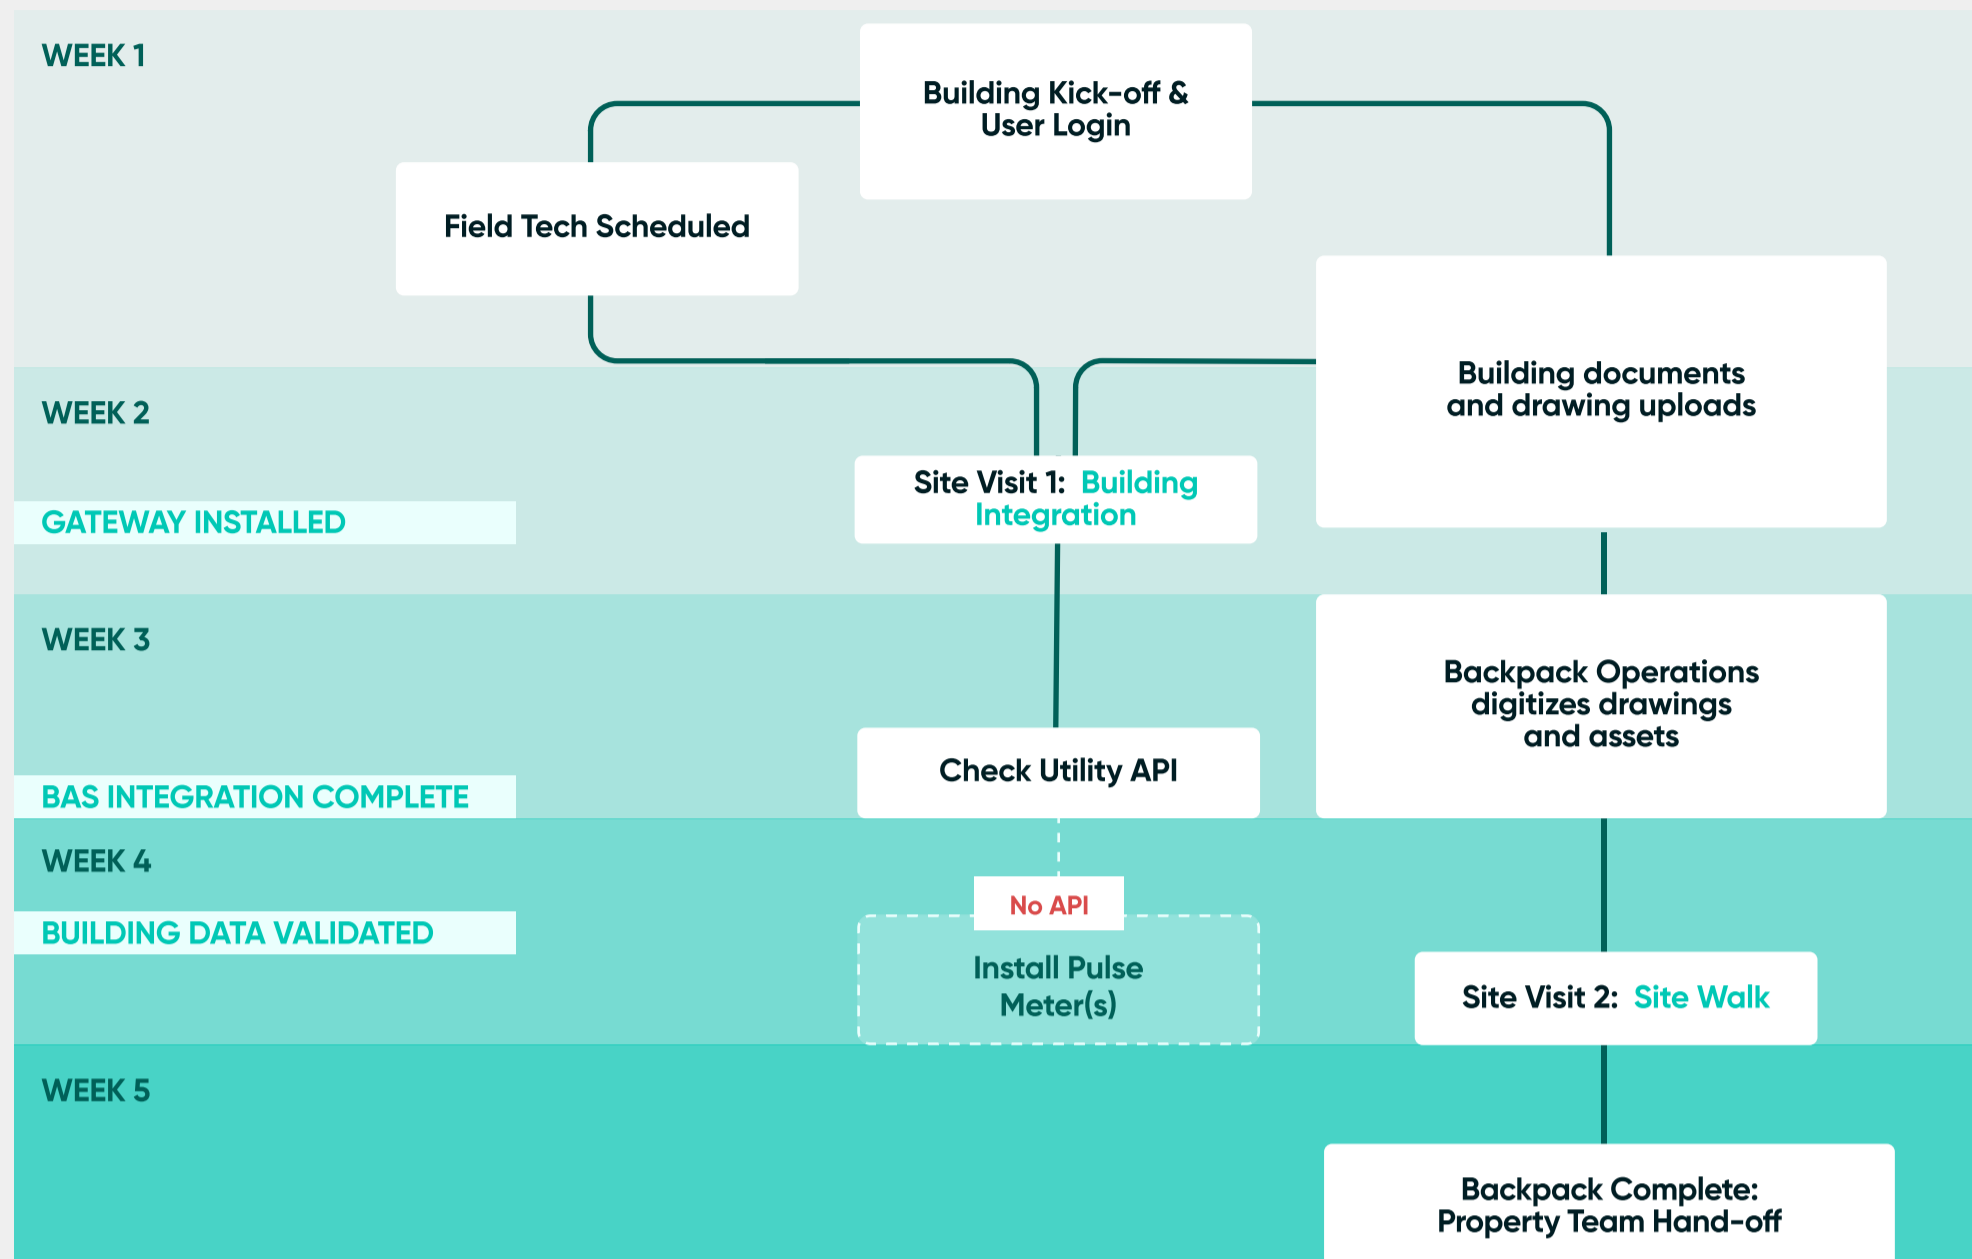 WEEK 1
Building Kick-off &
User Login
Field Tech Scheduled
Building documents
and drawing uploads
WEEK 2
Site Visit 1: Building
Integration
GATEWAY INSTALLED
WEEK 3
Backpack Operations
digitizes drawings
and assets
Check Utility API
BAS INTEGRATION COMPLETE
WEEK 4
No API
BUILDING DATA VALIDATED
Install Pulse
Meter(s)
Site Visit 2: Site Walk
WEEK 5
Backpack Complete:
Property Team Hand-off